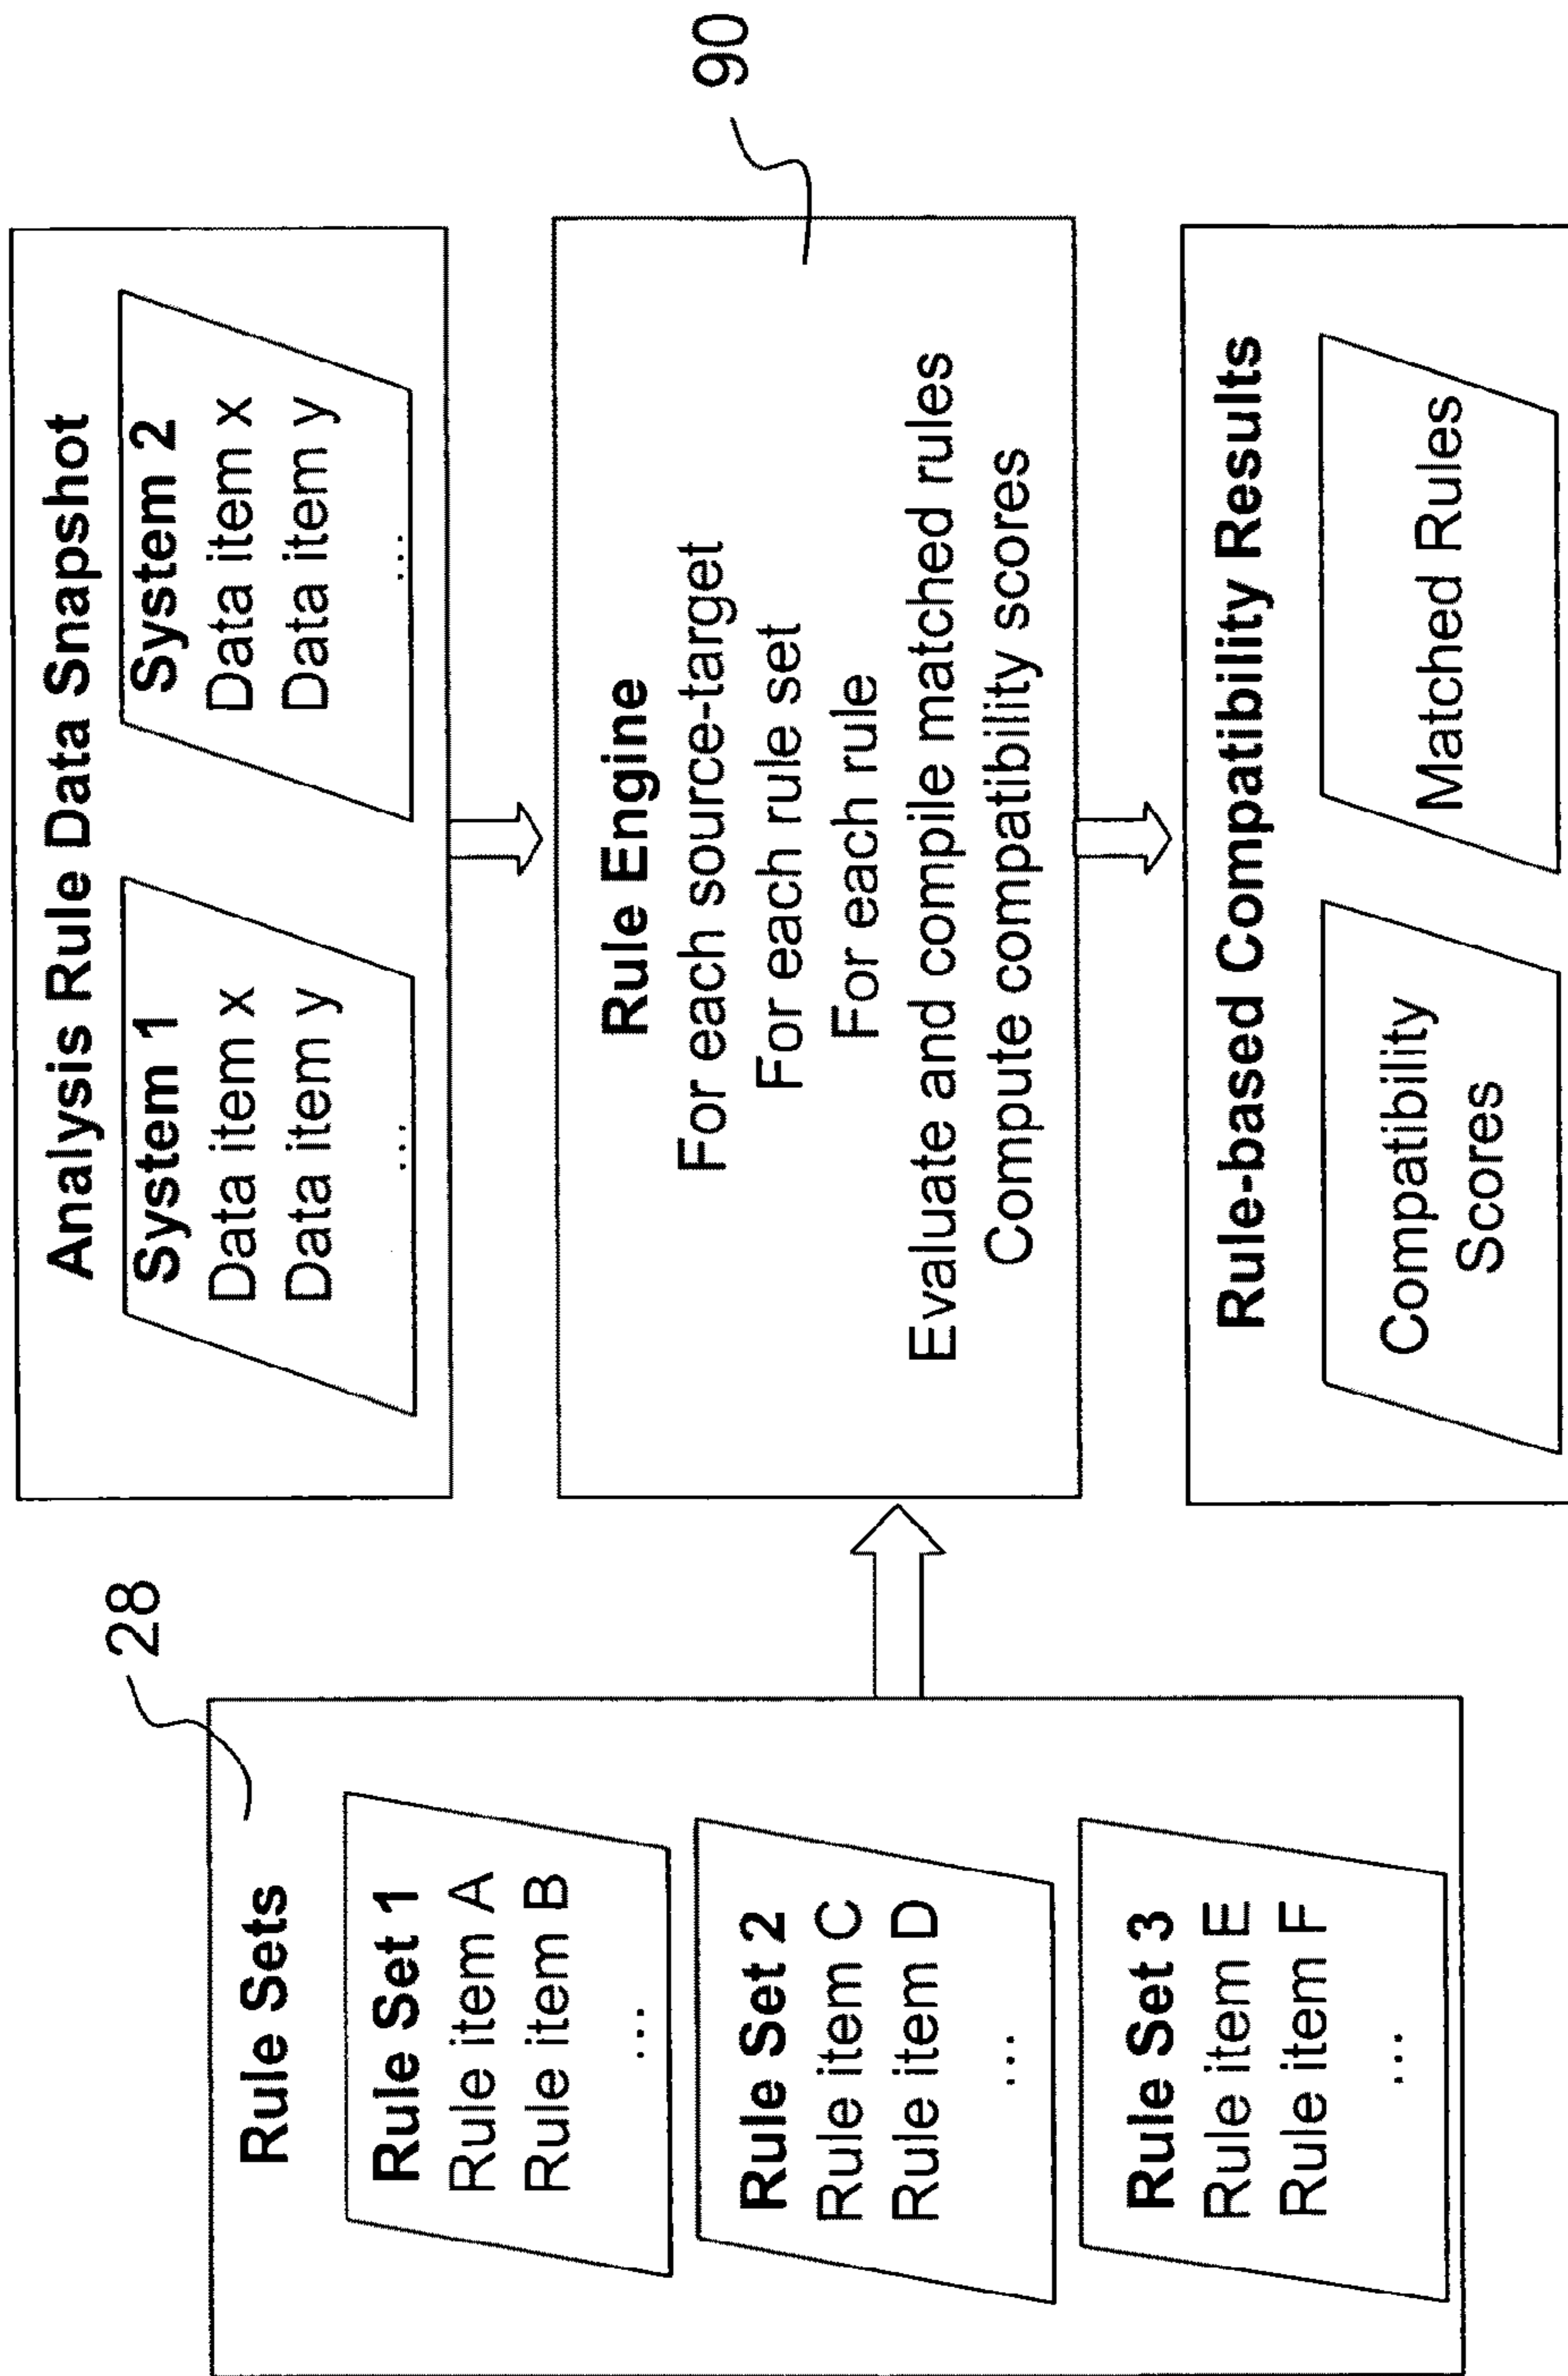 28
Rule Sets
Rule Set 1
Rule item A
Rule item B
...
Rule Set 2
Rule item C
Rule item D
...
Rule Set 3
Rule item E
Rule item F
...
Analysis Rule Data Snapshot
System 1
Data item x
Data item y
...
System 2
Data item x
Data item y
...
90
Rule Engine
For each source-target
For each rule set
For each rule
Evaluate and compile matched rules
Compute compatibility scores
Rule-based Compatibility Results
Compatibility
Scores
Matched Rules